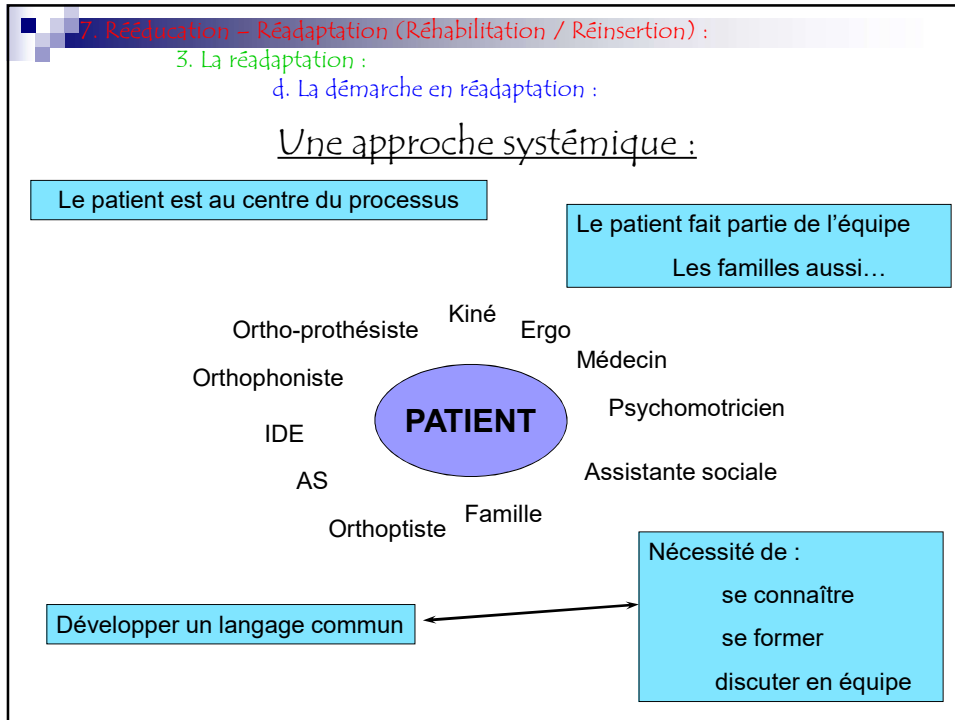 7. Rééducation – Réadaptation (Réhabilitation / Réinsertion) :
3. La réadaptation :
d. La démarche en réadaptation :
Une approche systémique :
Le patient est au centre du processus
Le patient fait partie de l’équipe
Les familles aussi…
Kiné
Ortho-prothésiste
Ergo
Médecin
Orthophoniste
Psychomotricien
PATIENT
IDE
Assistante sociale
AS
Famille
Orthoptiste
Nécessité de :
se connaître
se former
discuter en équipe
Développer un langage commun